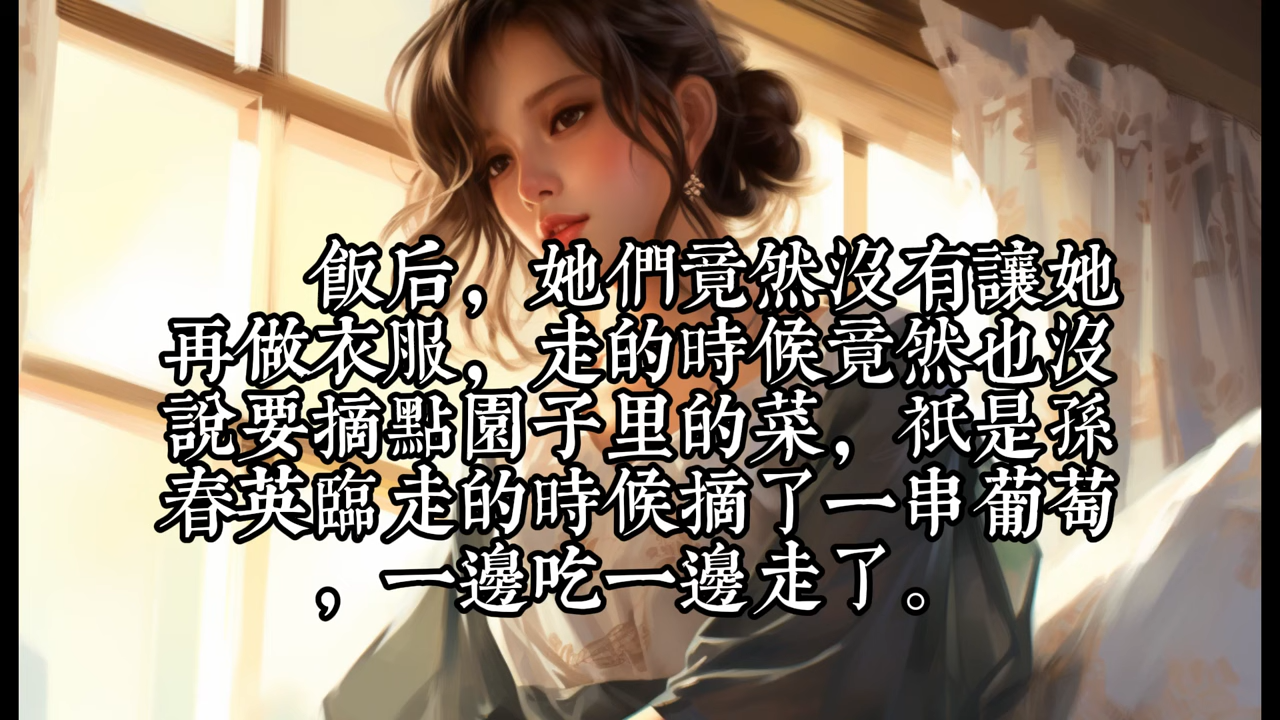 飯后，她們竟然沒有讓她
再做衣服，走的時候竟然也沒
說要摘點園子里的菜，祇是孫
春英臨走的時候摘了一串葡萄
，一邊吃一邊走了。